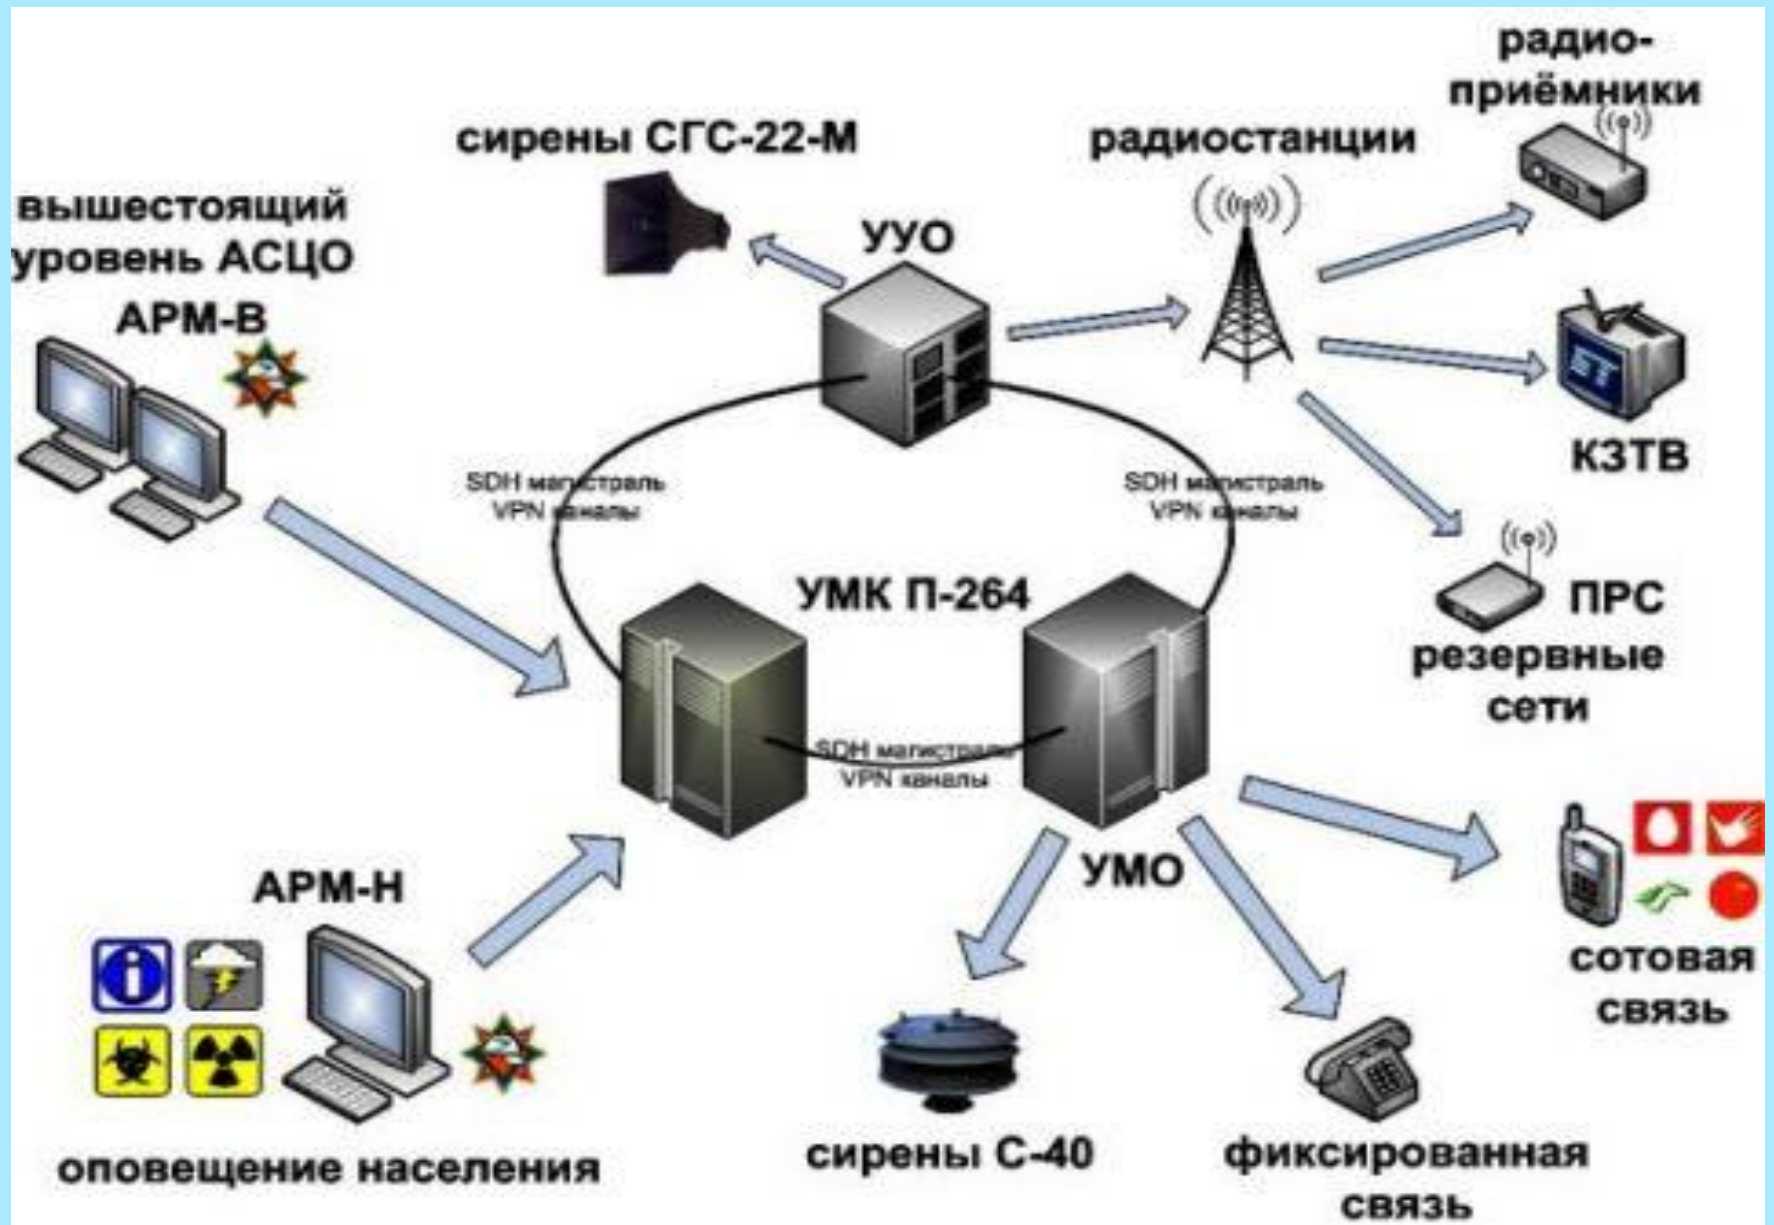 радио-
приёмники
сирены СГС-22-М
радиостанции
вышестоящий
уровень АСЦО
АРМ-В
УУО
КЗТВ
SDH магистраль
VPN каналы
SDH магистраль
VPN каналы
УМК П-264
ПРС
резервные
сети
SDH магистраль
VPN каналы
УМО
АРМ-Н
сотовая
связь
оповещение населения
сирены С-40
фиксированная
связь